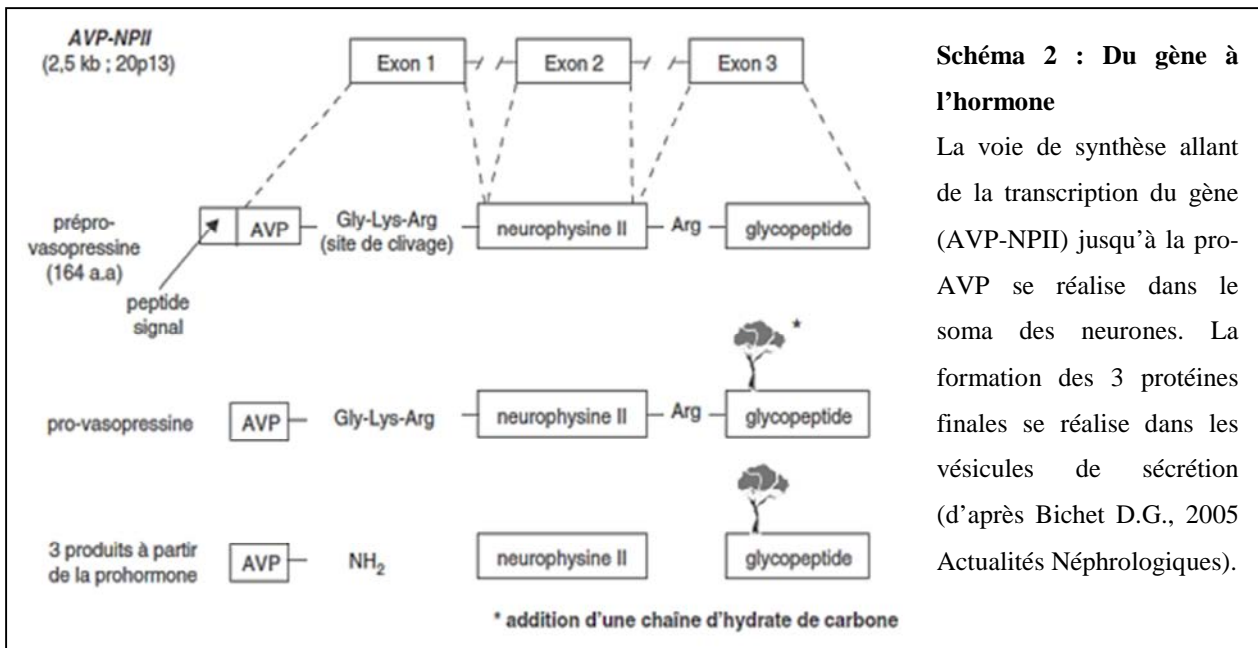 AVP-NPII
(2,5 kb ; 20p13)
Exon 1
Exon 2
Exon 3
prépro-
vasopressine
(164 a.a)
AVP
Gly-Lys-Arg
(site de clivage)
neurophysine II
Arg
glycopeptide
peptide
signal
*
pro-vasopressine
AVP
Gly-Lys-Arg
neurophysine II
Arg
glycopeptide
3 produits à partir
de la prohormone
AVP
NH2
neurophysine II
glycopeptide
* addition d'une chaîne d'hydrate de carbone
Schéma 2 : Du gène à
l'hormone
La voie de synthèse allant
de la transcription du gène
(AVP-NPII) jusqu'à la pro-
AVP se réalise dans le
soma des neurones. La
formation des 3 protéines
finales se réalise dans les
vésicules de sécrétion
(d'après Bichet D.G., 2005
Actualités Néphrologiques).